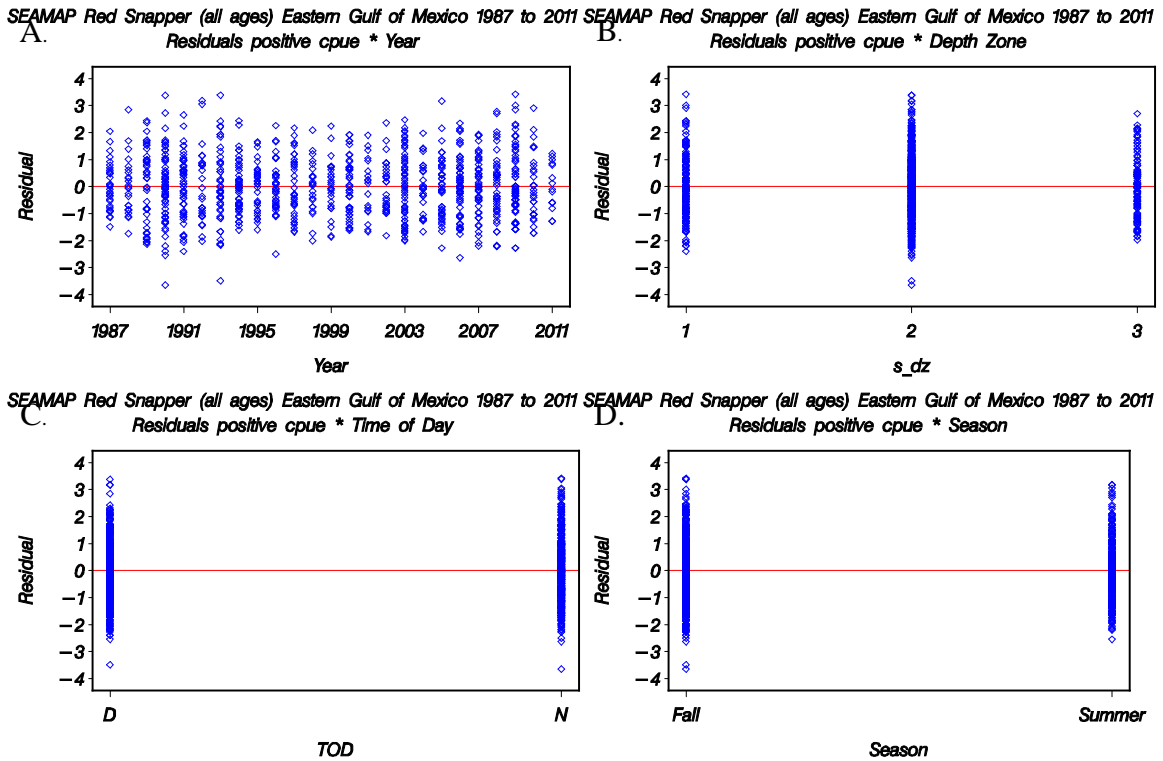 SEAMAP Red Snapper (all ages) Eastern Gulf of Mexico 1987 to 2011
A.
Residuals positive cpue * Year
4
3
2
1
0
−1
−2
−3
−4
Residual
1987 1991 1995 1999 2003 2007 2011
Year
SEAMAP Red Snapper (all ages) Eastern Gulf of Mexico 1987 to 2011
B.
Residuals positive cpue * Depth Zone
4
3
2
1
0
−1
−2
−3
−4
Residual
1 2 3
s_dz
SEAMAP Red Snapper (all ages) Eastern Gulf of Mexico 1987 to 2011
C.
Residuals positive cpue * Time of Day
4
3
2
1
0
−1
−2
−3
−4
Residual
D N
TOD
SEAMAP Red Snapper (all ages) Eastern Gulf of Mexico 1987 to 2011
D.
Residuals positive cpue * Season
4
3
2
1
0
−1
−2
−3
−4
Residual
Fall Summer
Season